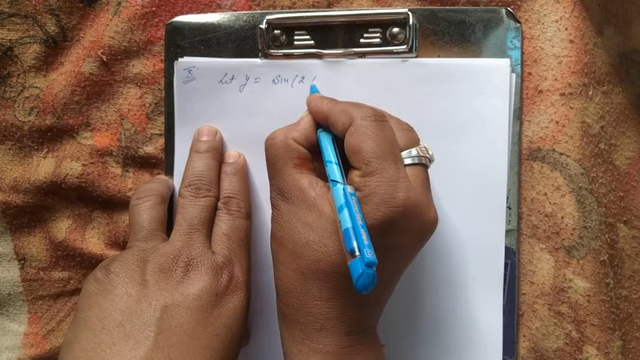 X Let y = Sin(2